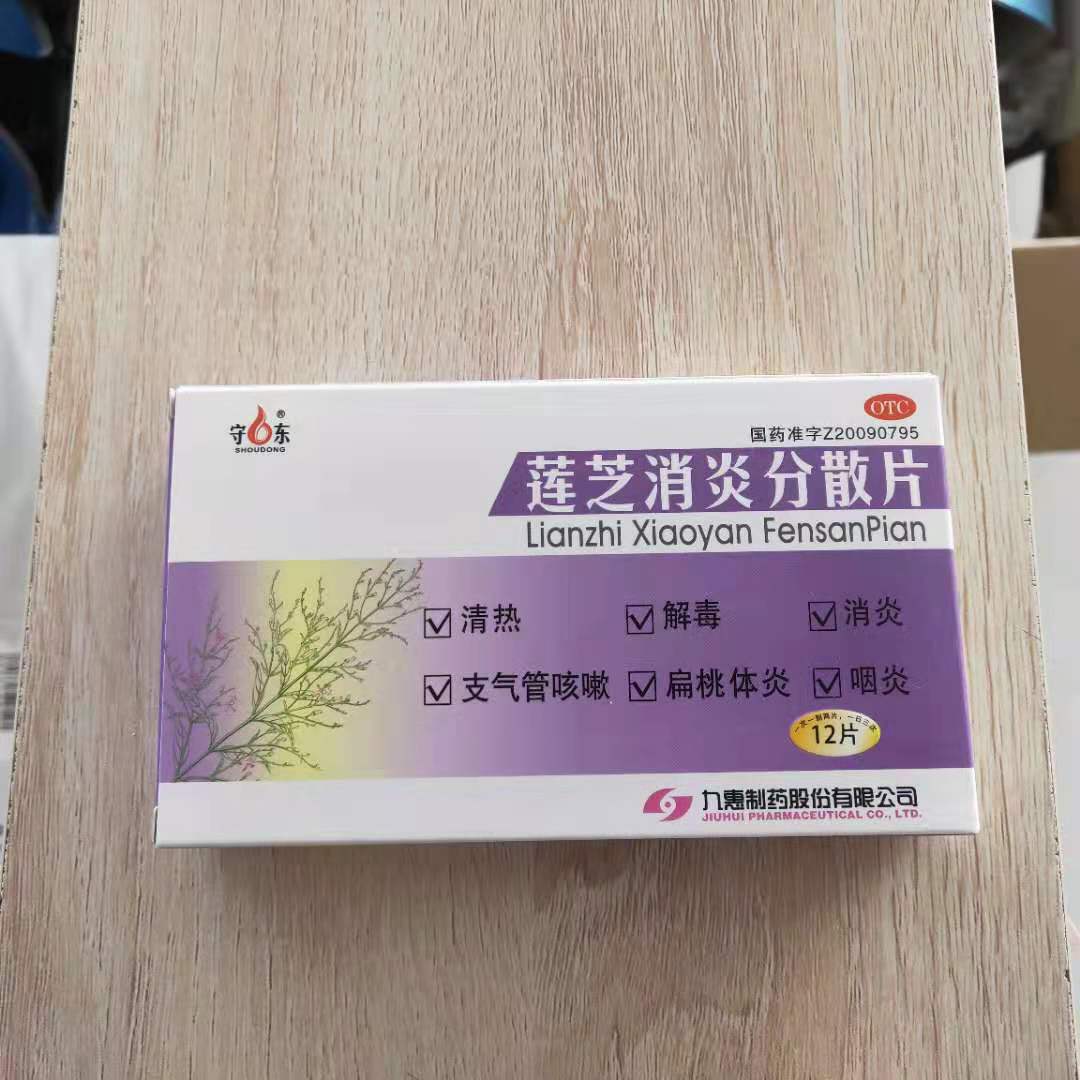 守东®
SHOUDONG
OTC
国药准字Z20090795
莲芝消炎分散片
Lianzhi Xiaoyan FensanPian
清热 解毒 消炎
支气管咳嗽 扁桃体炎 咽炎
12片
九惠制药股份有限公司
JIUHUI PHARMACEUTICAL CO., LTD.